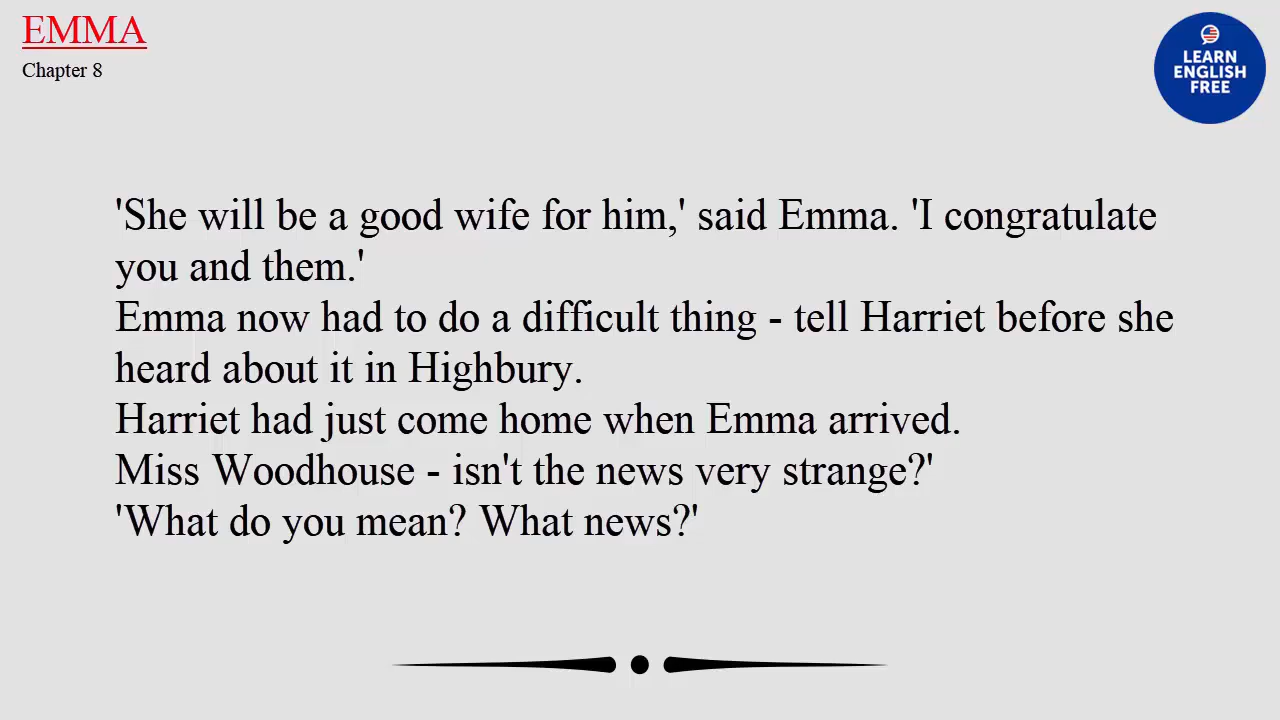 EMMA
Chapter 8
LEARN
ENGLISH
FREE
'She will be a good wife for him,' said Emma. 'I congratulate
you and them.'
Emma now had to do a difficult thing - tell Harriet before she
heard about it in Highbury.
Harriet had just come home when Emma arrived.
Miss Woodhouse - isn't the news very strange?'
'What do you mean? What news?'